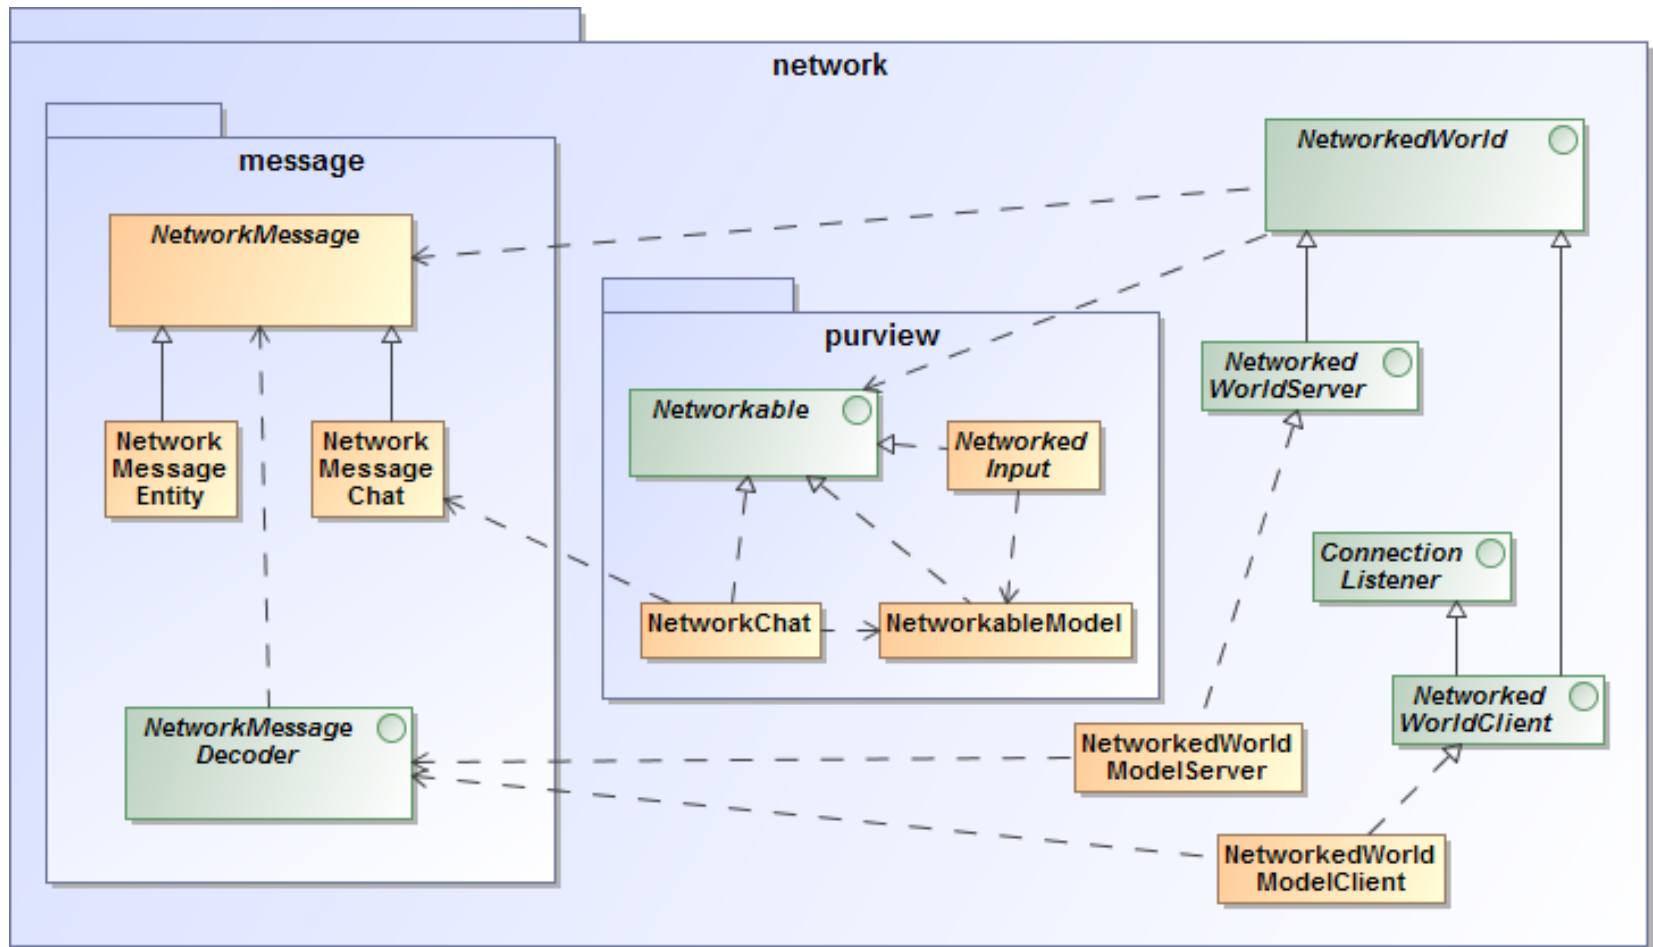 network
message
NetworkMessage
Network
Message
Entity
Network
Message
Chat
NetworkMessage
Decoder
purview
Networkable
Networked
Input
NetworkChat
NetworkableModel
NetworkedWorld
Networked
WorldServer
Connection
Listener
Networked
WorldClient
NetworkedWorld
ModelServer
NetworkedWorld
ModelClient